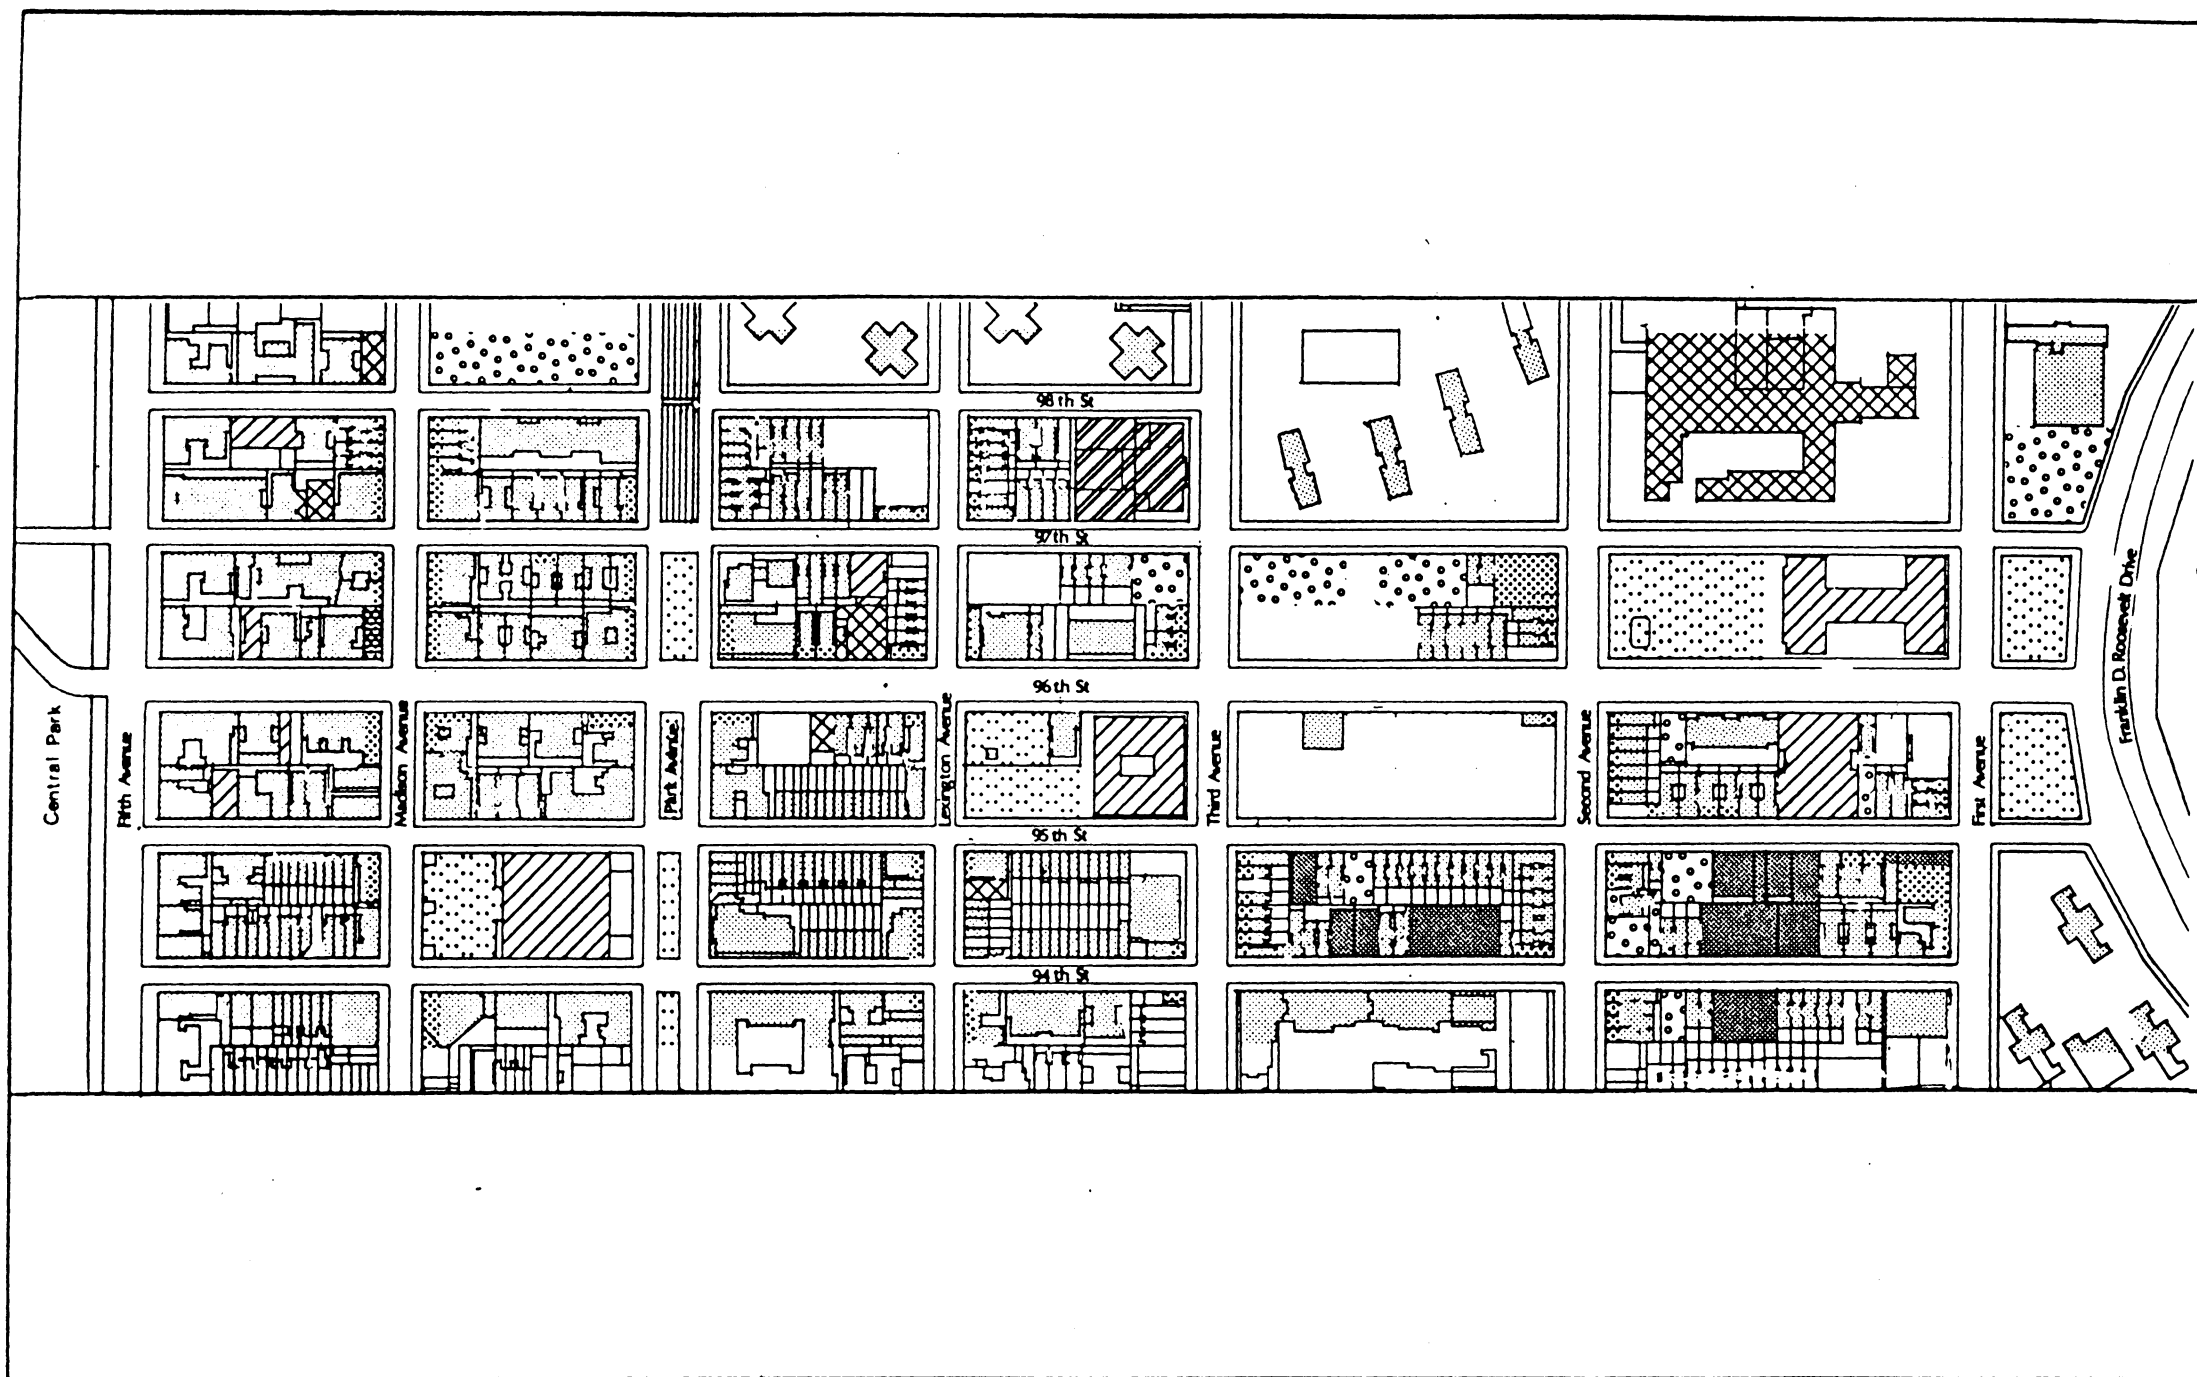 98th St
97th St
Franklin D. Roosevelt Drive
96th St
Central Park
Fifth Avenue
Madison Avenue
Park Avenue
Lexington Avenue
Third Avenue
Second Avenue
First Avenue
95th St
94th St